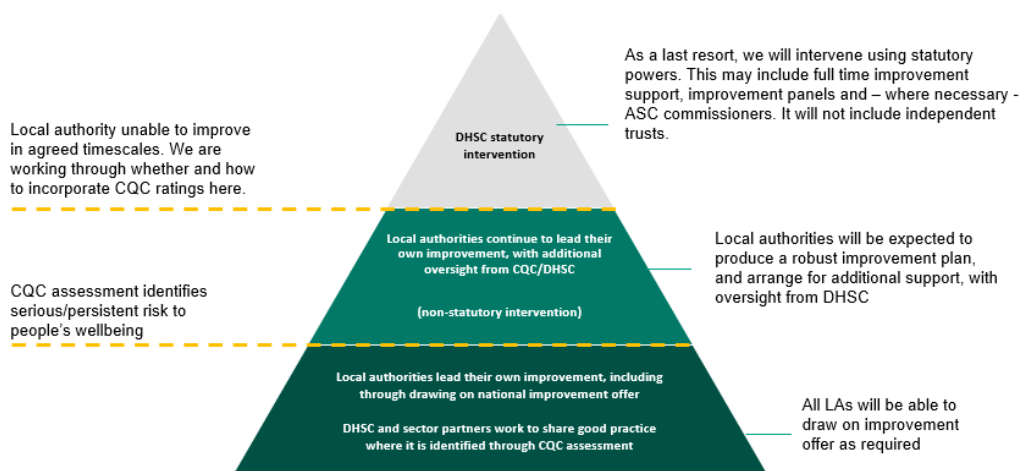 As a last resort, we will intervene using statutory
powers. This may include full time improvement
support, improvement panels and – where necessary -
ASC commissioners. It will not include independent
trusts.
DHSC statutory
intervention
Local authority unable to improve
in agreed timescales. We are
working through whether and how
to incorporate CQC ratings here.
Local authorities continue to lead their
own improvement, with additional
oversight from CQC/DHSC
(non-statutory intervention)
Local authorities will be expected to
produce a robust improvement plan,
and arrange for additional support, with
oversight from DHSC
CQC assessment identifies
serious/persistent risk to
people’s wellbeing
Local authorities lead their own improvement, including
through drawing on national improvement offer
DHSC and sector partners work to share good practice
where it is identified through CQC assessment
All LAs will be able to
draw on improvement
offer as required